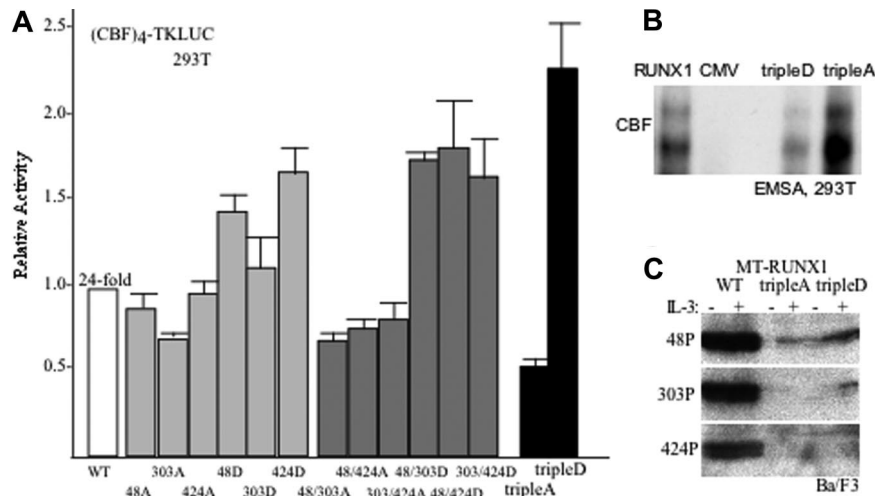 A
(CBF)4-TKLUC
293T
Relative Activity
2.5
2.0
1.5
1.0
0.5
24-fold
WT 303A 48D 424D 48/424A 48/303D 303/424D tripleD
48A 424A 303D 48/303A 303/424A 48/424D tripleA
B
RUNX1 CMV tripleD tripleA
CBF
EMSA, 293T
C
MT-RUNX1
WT tripleA tripleD
IL-3: - + - + - +
48P
303P
424P
Ba/F3